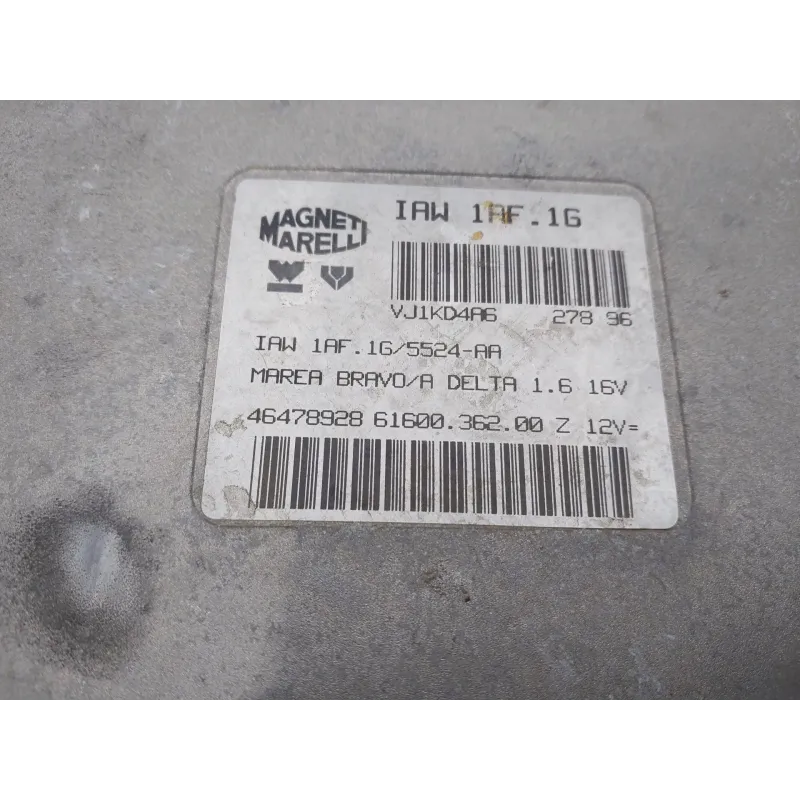 MAGNETI
MARELLI
IAW 1AF.1G
VJ1KD4A6 278 96
IAW 1AF.1G/5524-AA
MAREA BRAVO/A DELTA 1.6 16V
46478928 61600.362.00 Z 12V=